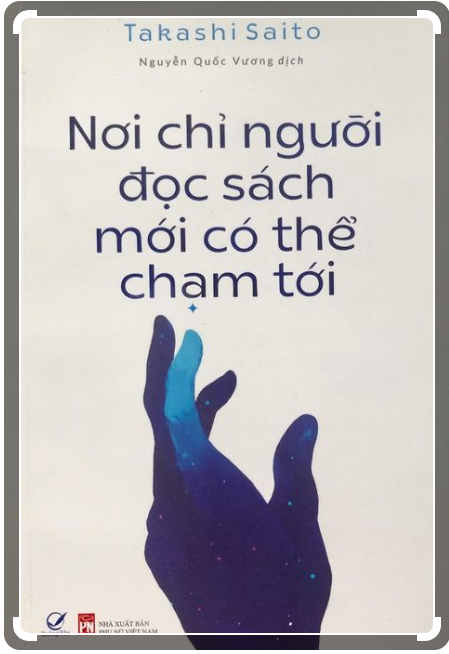 Takashi Saito
Nguyễn Quốc Vương dịch
Nơi chỉ người
đọc sách
mới có thể
chạm tới
PN
NHÀ XUẤT BẢN
PHỤ NỮ VIỆT NAM